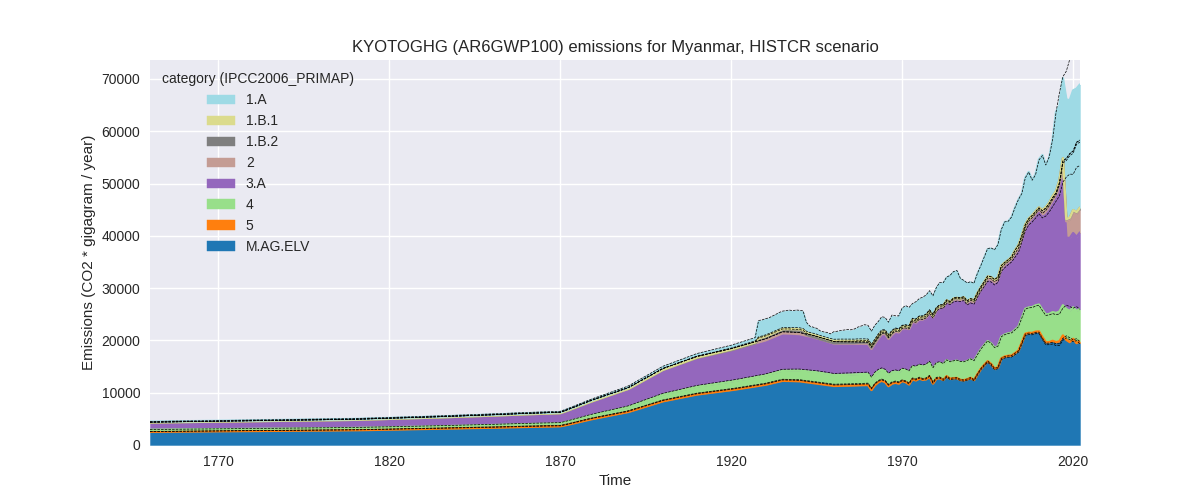 KYOTOGHG (AR6GWP100) emissions for Myanmar, HISTCR scenario
category (IPCC2006_PRIMAP)
1.A
1.B.1
1.B.2
2
3.A
4
5
M.AG.ELV
Emissions (CO2 * gigagram / year)
70000
60000
50000
40000
30000
20000
10000
0
1770
1820
1870
1920
1970
2020
Time